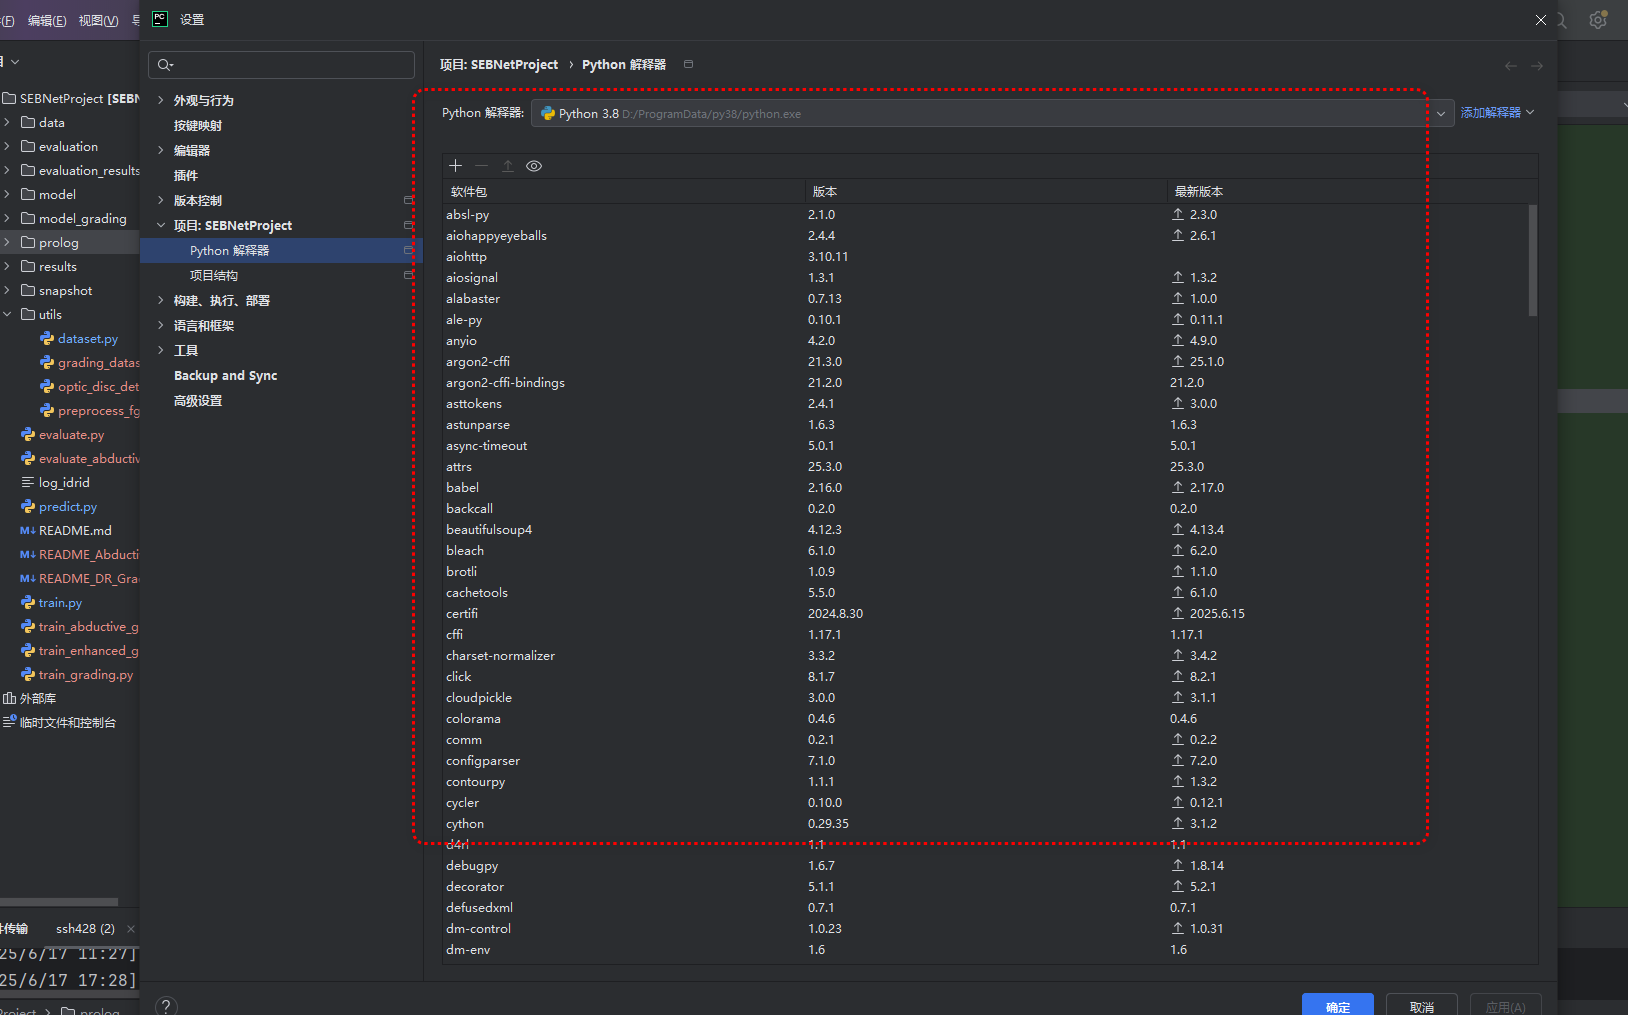 (F) 编辑(E) 视图(V)
PC 设置
项目: SEBNetProject › Python 解释器
Python 解释器: Python 3.8 D:/ProgramData/py38/python.exe 添加解释器
SEBNetProject [SEBN
data
evaluation
evaluation_results
model
model_grading
prolog
results
snapshot
utils
dataset.py
grading_datas
optic_disc_det
preprocess_fg
evaluate.py
evaluate_abductiv
log_idrid
predict.py
M↓ README.md
M↓ README_Abducti
M↓ README_DR_Gra
train.py
train_abductive_g
train_enhanced_g
train_grading.py
外部库
临时文件和控制台
传输 ssh428 (2)
25/6/17 11:27]
25/6/17 17:28]
roject › prolog
外观与行为
按键映射
编辑器
插件
版本控制
项目: SEBNetProject
Python 解释器
项目结构
构建、执行、部署
语言和框架
工具
Backup and Sync
高级设置
软件包 版本 最新版本
absl-py 2.1.0 2.3.0
aiohappyeyeballs 2.4.4 2.6.1
aiohttp 3.10.11
aiosignal 1.3.1 1.3.2
alabaster 0.7.13 1.0.0
ale-py 0.10.1 0.11.1
anyio 4.2.0 4.9.0
argon2-cffi 21.3.0 25.1.0
argon2-cffi-bindings 21.2.0 21.2.0
asttokens 2.4.1 3.0.0
astunparse 1.6.3 1.6.3
async-timeout 5.0.1 5.0.1
attrs 25.3.0 25.3.0
babel 2.16.0 2.17.0
backcall 0.2.0 0.2.0
beautifulsoup4 4.12.3 4.13.4
bleach 6.1.0 6.2.0
brotli 1.0.9 1.1.0
cachetools 5.5.0 6.1.0
certifi 2024.8.30 2025.6.15
cffi 1.17.1 1.17.1
charset-normalizer 3.3.2 3.4.2
click 8.1.7 8.2.1
cloudpickle 3.0.0 3.1.1
colorama 0.4.6 0.4.6
comm 0.2.1 0.2.2
configparser 7.1.0 7.2.0
contourpy 1.1.1 1.3.2
cycler 0.10.0 0.12.1
cython 0.29.35 3.1.2
d4rl 1.1 1.1
debugpy 1.6.7 1.8.14
decorator 5.1.1 5.2.1
defusedxml 0.7.1 0.7.1
dm-control 1.0.23 1.0.31
dm-env 1.6 1.6
? 确定 取消 应用(A)